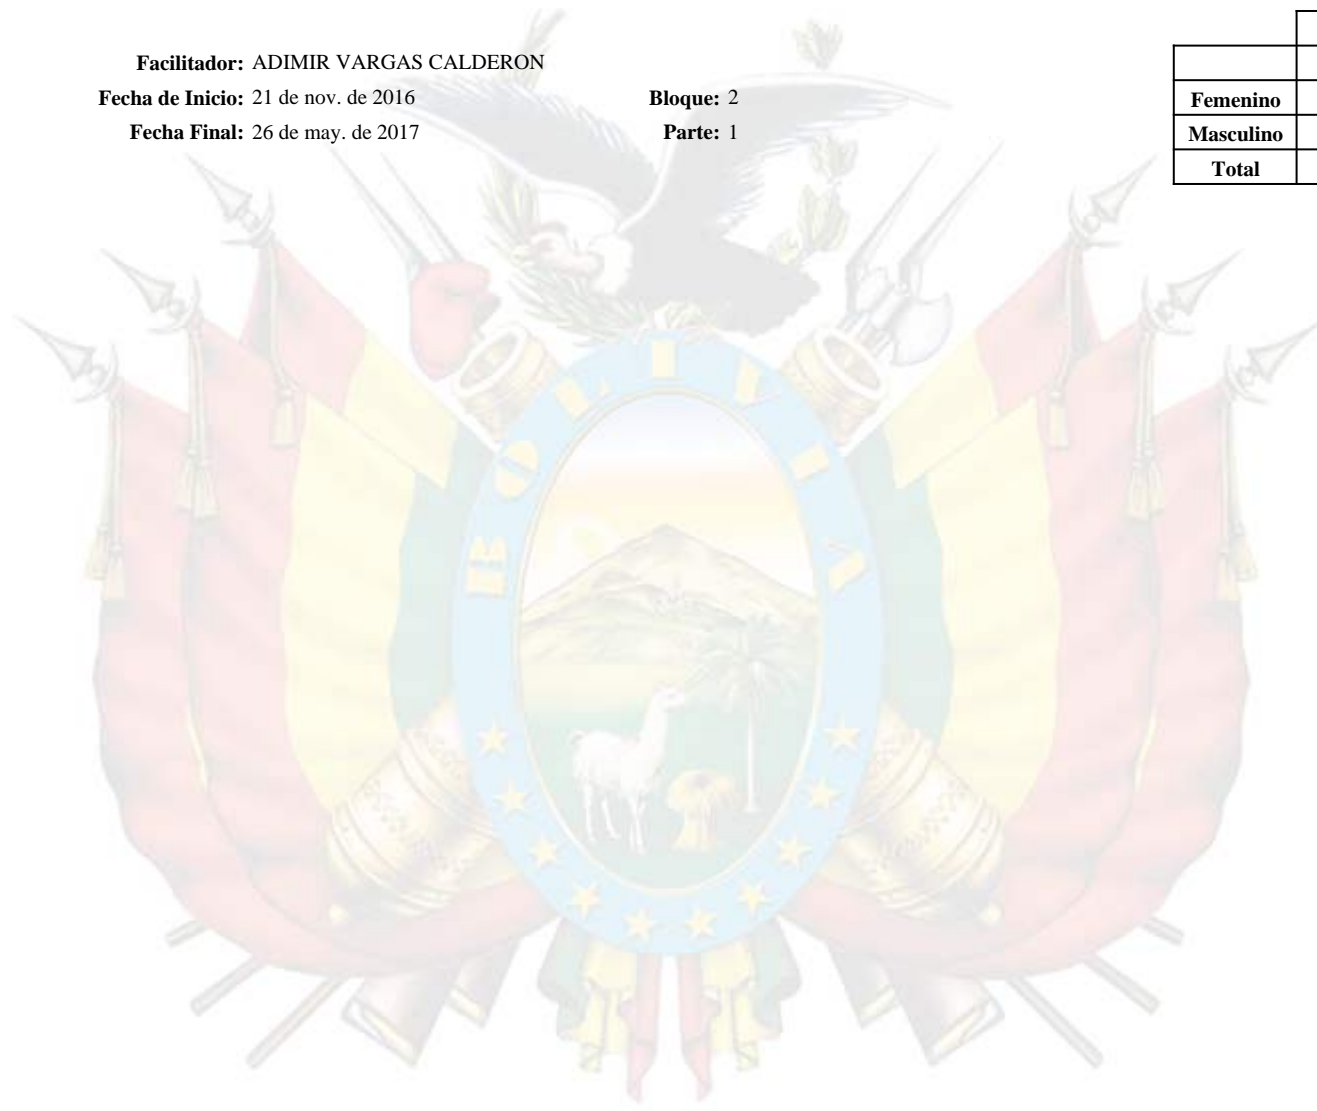 Facilitador: ADIMIR VARGAS CALDERON
Fecha de Inicio: 21 de nov. de 2016 Bloque: 2
Fecha Final: 26 de may. de 2017 Parte: 1
Femenino
Masculino
Total
BOLIVIA